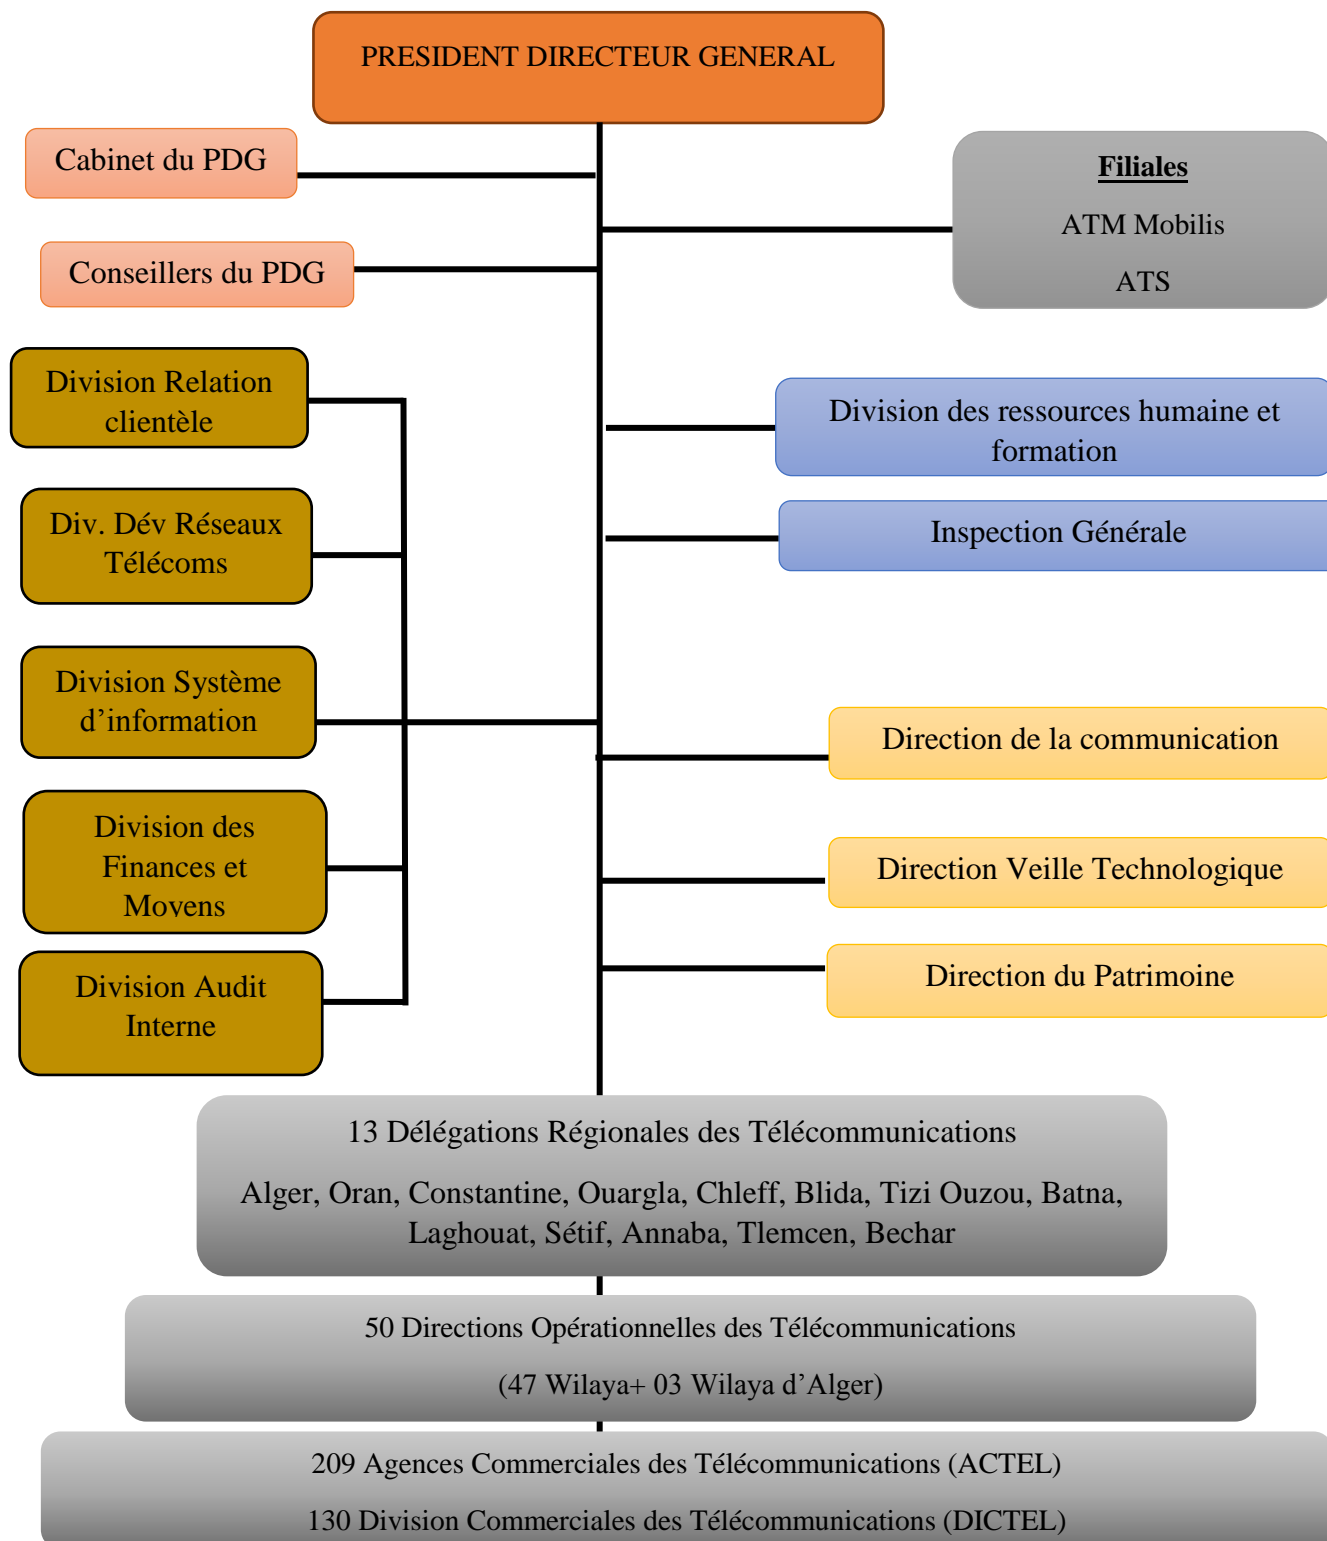 PRESIDENT DIRECTEUR GENERAL
Cabinet du PDG
Filiales
ATM Mobilis
ATS
Conseillers du PDG
Division Relation
clientèle
Division des ressources humaine et
formation
Div. Dév Réseaux
Télécoms
Inspection Générale
Division Système
d’information
Direction de la communication
Division des
Finances et
Moyens
Direction Veille Technologique
Division Audit
Interne
Direction du Patrimoine
13 Délégations Régionales des Télécommunications
Alger, Oran, Constantine, Ouargla, Chleff, Blida, Tizi Ouzou, Batna,
Laghouat, Sétif, Annaba, Tlemcen, Bechar
50 Directions Opérationnelles des Télécommunications
(47 Wilaya+ 03 Wilaya d’Alger)
209 Agences Commerciales des Télécommunications (ACTEL)
130 Division Commerciales des Télécommunications (DICTEL)